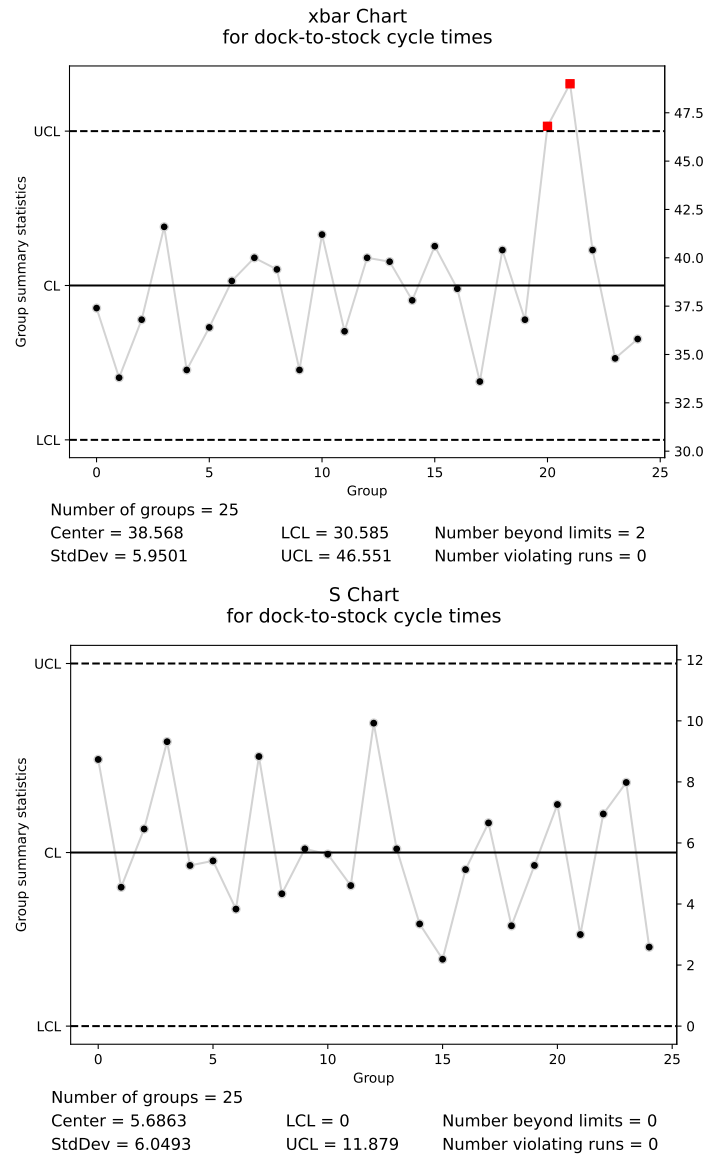 xbar Chart
for dock-to-stock cycle times
Group summary statistics
UCL
CL
LCL
47.5
45.0
42.5
40.0
37.5
35.0
32.5
30.0
0 5 10 15 20 25
Group
Number of groups = 25
Center = 38.568 LCL = 30.585 Number beyond limits = 2
StdDev = 5.9501 UCL = 46.551 Number violating runs = 0
S Chart
for dock-to-stock cycle times
Group summary statistics
UCL
CL
LCL
12
10
8
6
4
2
0
0 5 10 15 20 25
Group
Number of groups = 25
Center = 5.6863 LCL = 0 Number beyond limits = 0
StdDev = 6.0493 UCL = 11.879 Number violating runs = 0